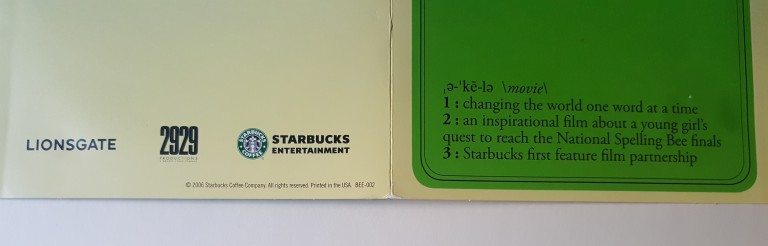 LIONSGATE
2929
PRODUCTIONS
STARBUCKS
COFFEE
STARBUCKS
ENTERTAINMENT
© 2006 Starbucks Coffee Company. All rights reserved. Printed in the USA. BEE-002
ˌə-ˈkē-lə \movie\
1 : changing the world one word at a time
2 : an inspirational film about a young girl's
quest to reach the National Spelling Bee finals
3 : Starbucks first feature film partnership